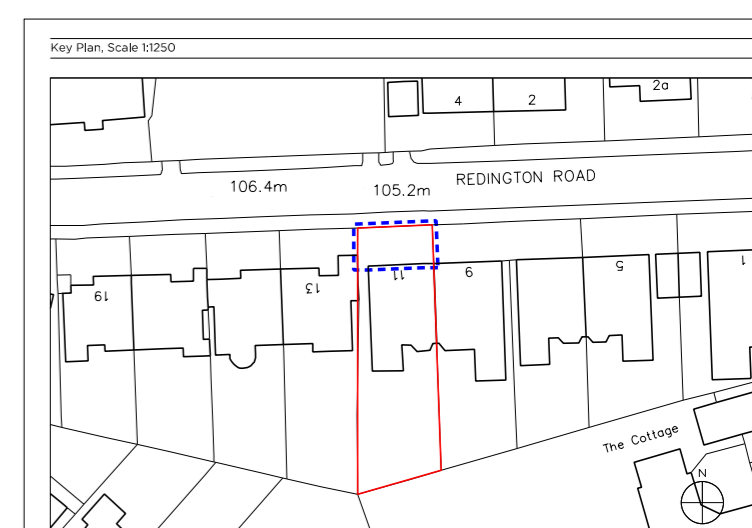 Key Plan, Scale 1:1250
2a
4
2
REDINGTON ROAD
106.4m
105.2m
19
13
11
9
5
1
The Cottage
N